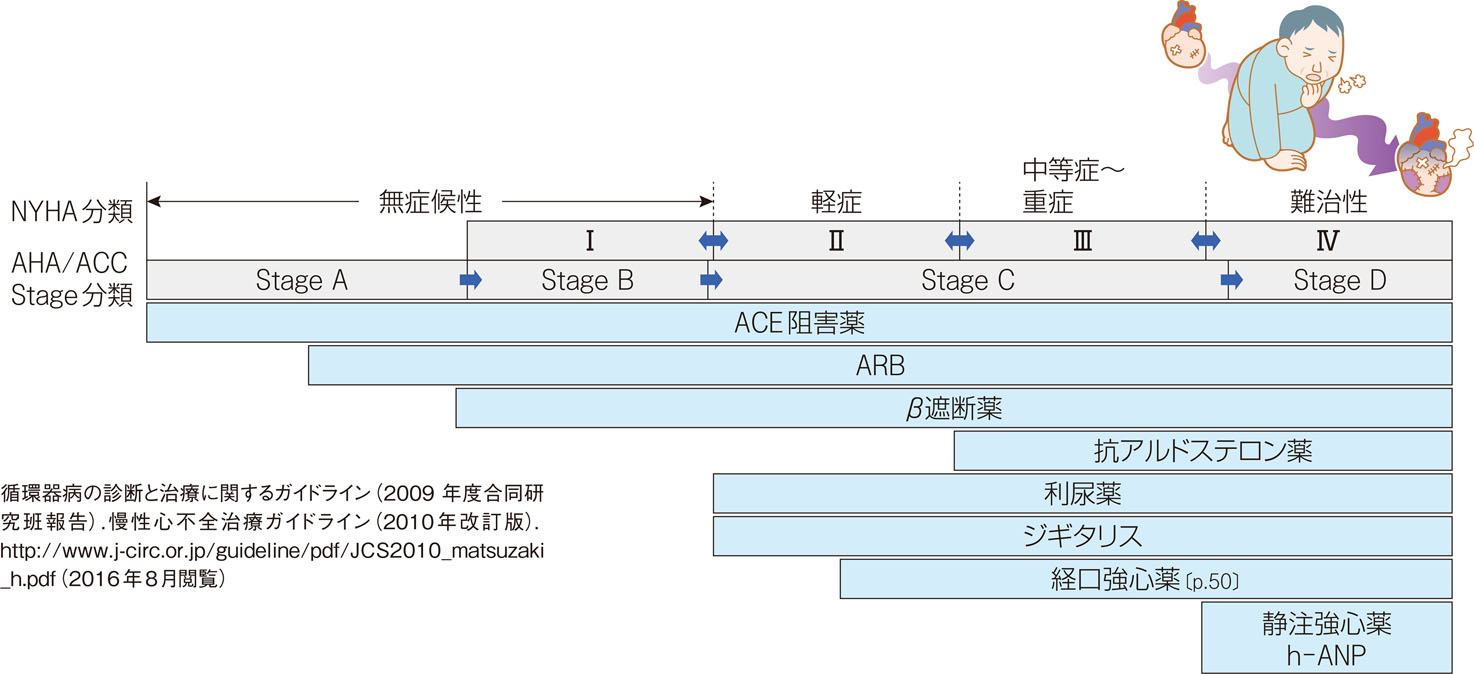 中等症〜
重症
NYHA分類
無症候性
軽症
難治性
Ⅰ
Ⅱ
Ⅲ
Ⅳ
AHA/ACC
Stage分類
Stage A
Stage B
Stage C
Stage D
ACE阻害薬
ARB
β遮断薬
抗アルドステロン薬
利尿薬
ジギタリス
経口強心薬〔p.50〕
静注強心薬
h-ANP
循環器病の診断と治療に関するガイドライン(2009 年度合同研
究班報告).慢性心不全治療ガイドライン(2010年改訂版).
http://www.j-circ.or.jp/guideline/pdf/JCS2010_matsuzaki
_h.pdf(2016年8月閲覧)